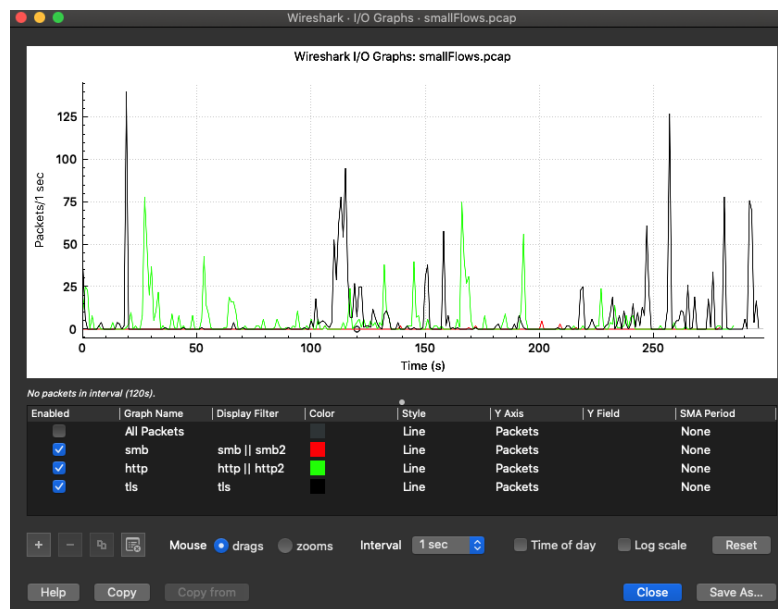 Wireshark · I/O Graphs · smallFlows.pcap
Wireshark I/O Graphs: smallFlows.pcap
125
100
75
50
25
0
Packets/1 sec
0 50 100 150 200 250
Time (s)
No packets in interval (120s).
Enabled Graph Name Display Filter Color Style Y Axis Y Field SMA Period
All Packets Line Packets None
smb smb || smb2 Line Packets None
http http || http2 Line Packets None
tls tls Line Packets None
+ − Mouse drags zooms Interval 1 sec Time of day Log scale Reset
Help Copy Copy from Close Save As...